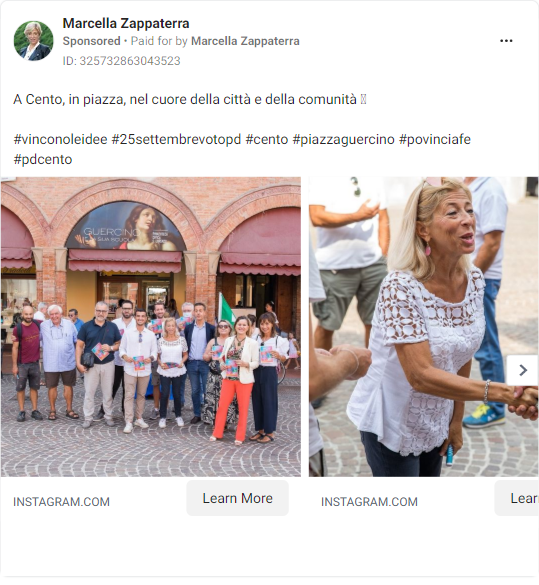 Marcella Zappaterra
Sponsored • Paid for by Marcella Zappaterra
ID: 325732863043523
A Cento, in piazza, nel cuore della città e della comunità
#vinconoleidee #25settembrevotopd #cento #piazzaguercino #povinciafe
#pdcento
GUERCINO
INSTAGRAM.COM
Learn More
INSTAGRAM.COM
Lear